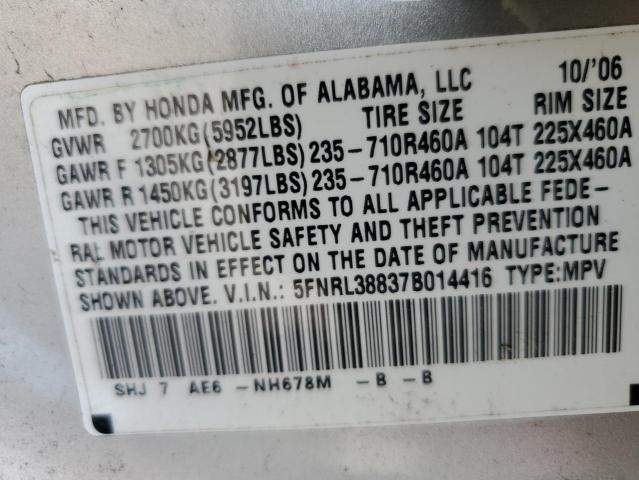 MFD. BY HONDA MFG. OF ALABAMA, LLC 10/'06
GVWR 2700KG(5952LBS) TIRE SIZE RIM SIZE
GAWR F 1305KG(2877LBS)235-710R460A 104T 225X460A
GAWR R 1450KG(3197LBS)235-710R460A 104T 225X460A
THIS VEHICLE CONFORMS TO ALL APPLICABLE FEDE-
RAL MOTOR VEHICLE SAFETY AND THEFT PREVENTION
STANDARDS IN EFFECT ON THE DATE OF MANUFACTURE
SHOWN ABOVE. V.I.N.: 5FNRL38837B014416 TYPE:MPV
SHJ 7 AE6 -NH678M -B -B